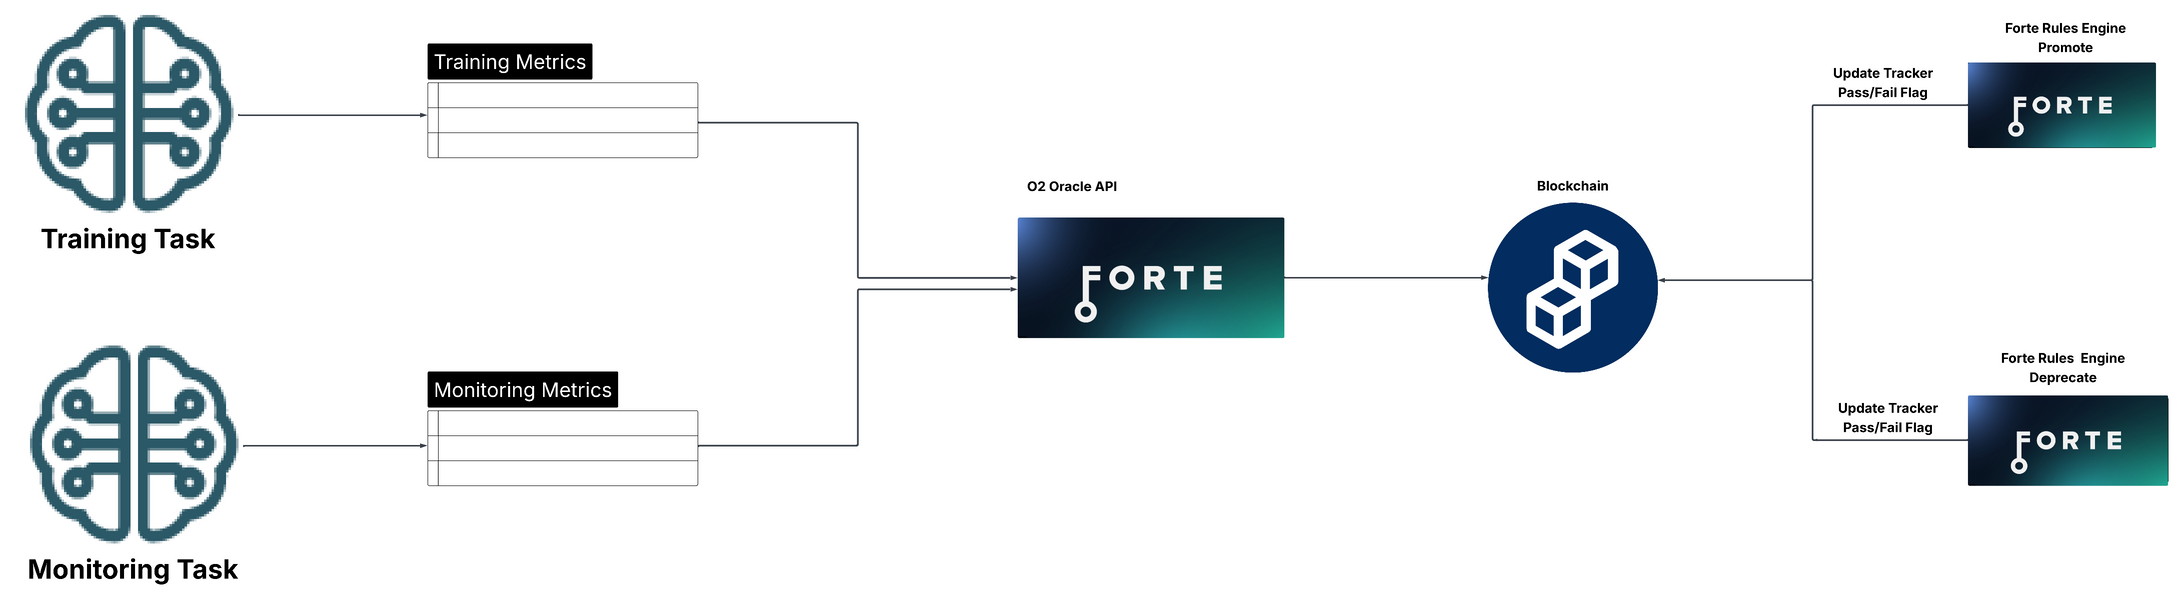 Training Task
Training Metrics
Monitoring Task
Monitoring Metrics
O2 Oracle API
FORTE
Blockchain
Update Tracker
Pass/Fail Flag
Forte Rules Engine
Promote
FORTE
Update Tracker
Pass/Fail Flag
Forte Rules  Engine
Deprecate
FORTE